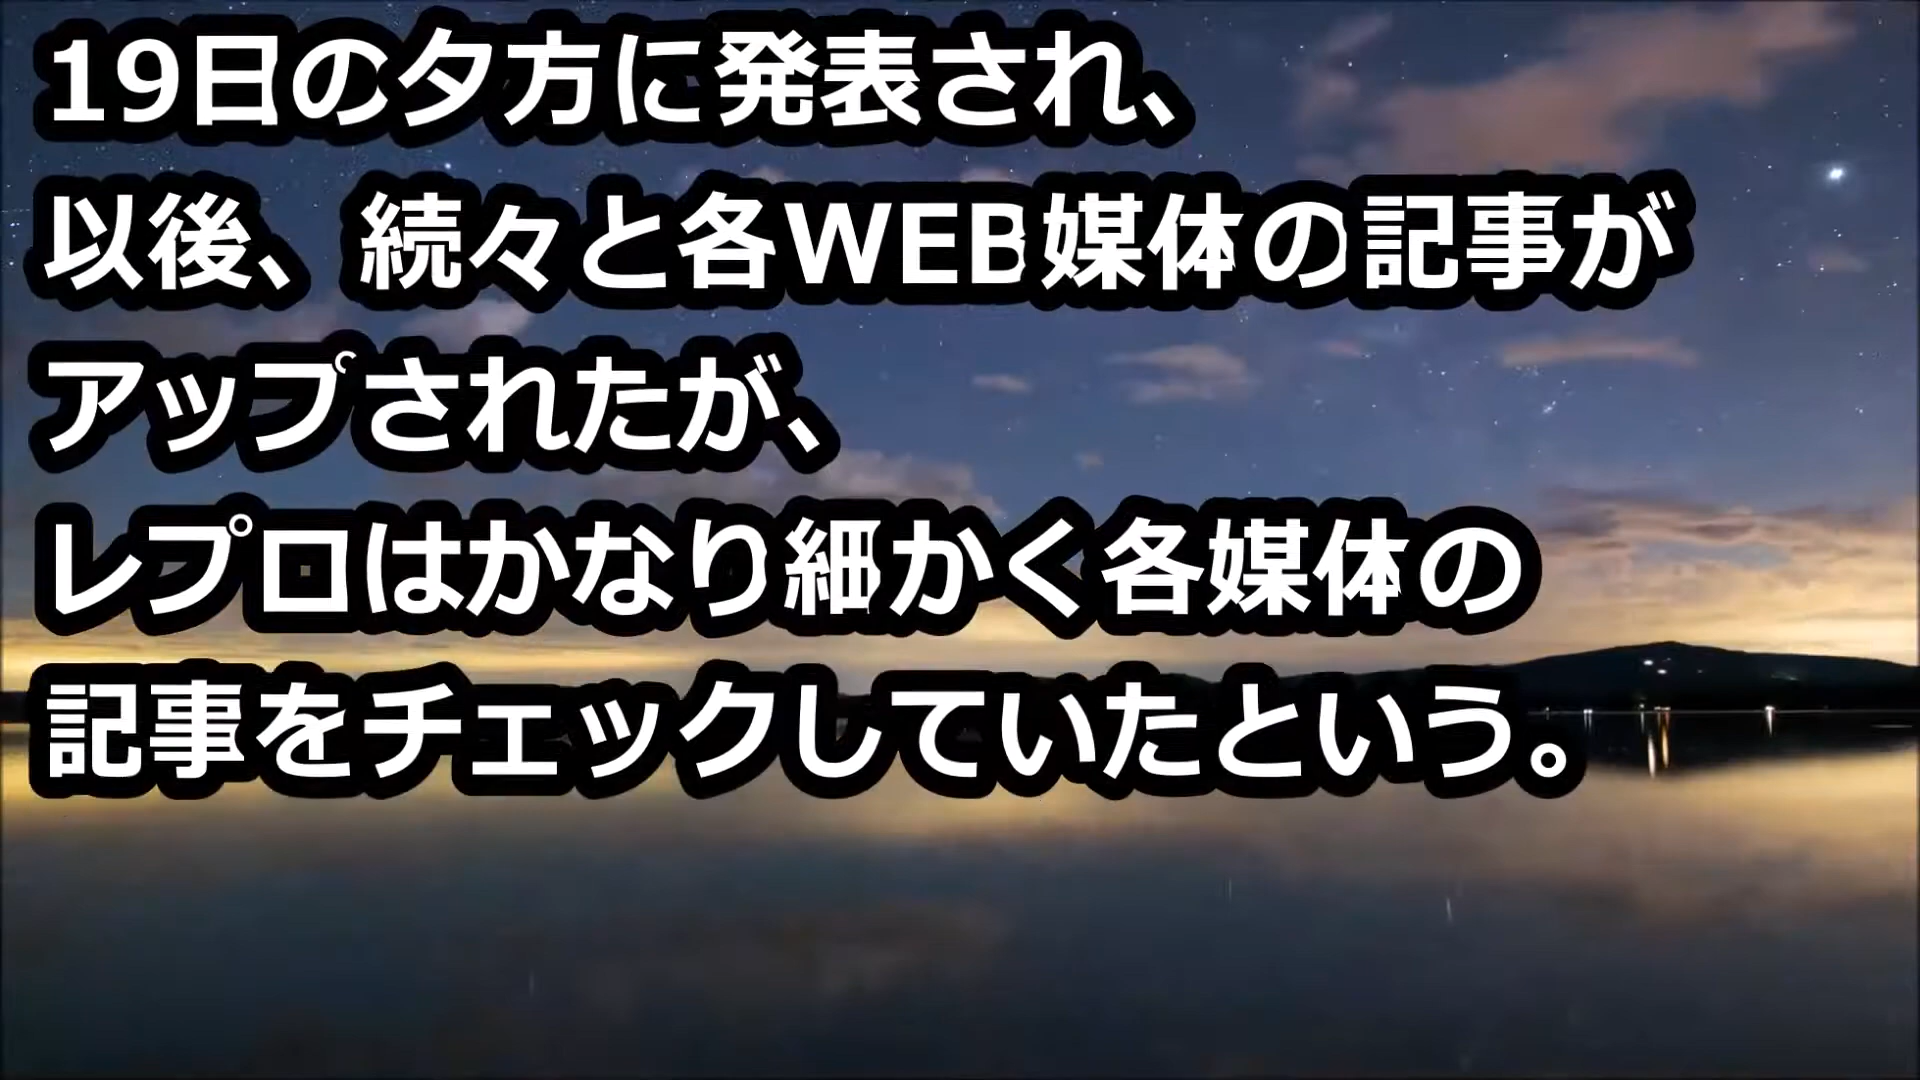 19日の夕方に発表され、
以後、続々と各WEB媒体の記事が
アップされたが、
レプロはかなり細かく各媒体の
記事をチェックしていたという。